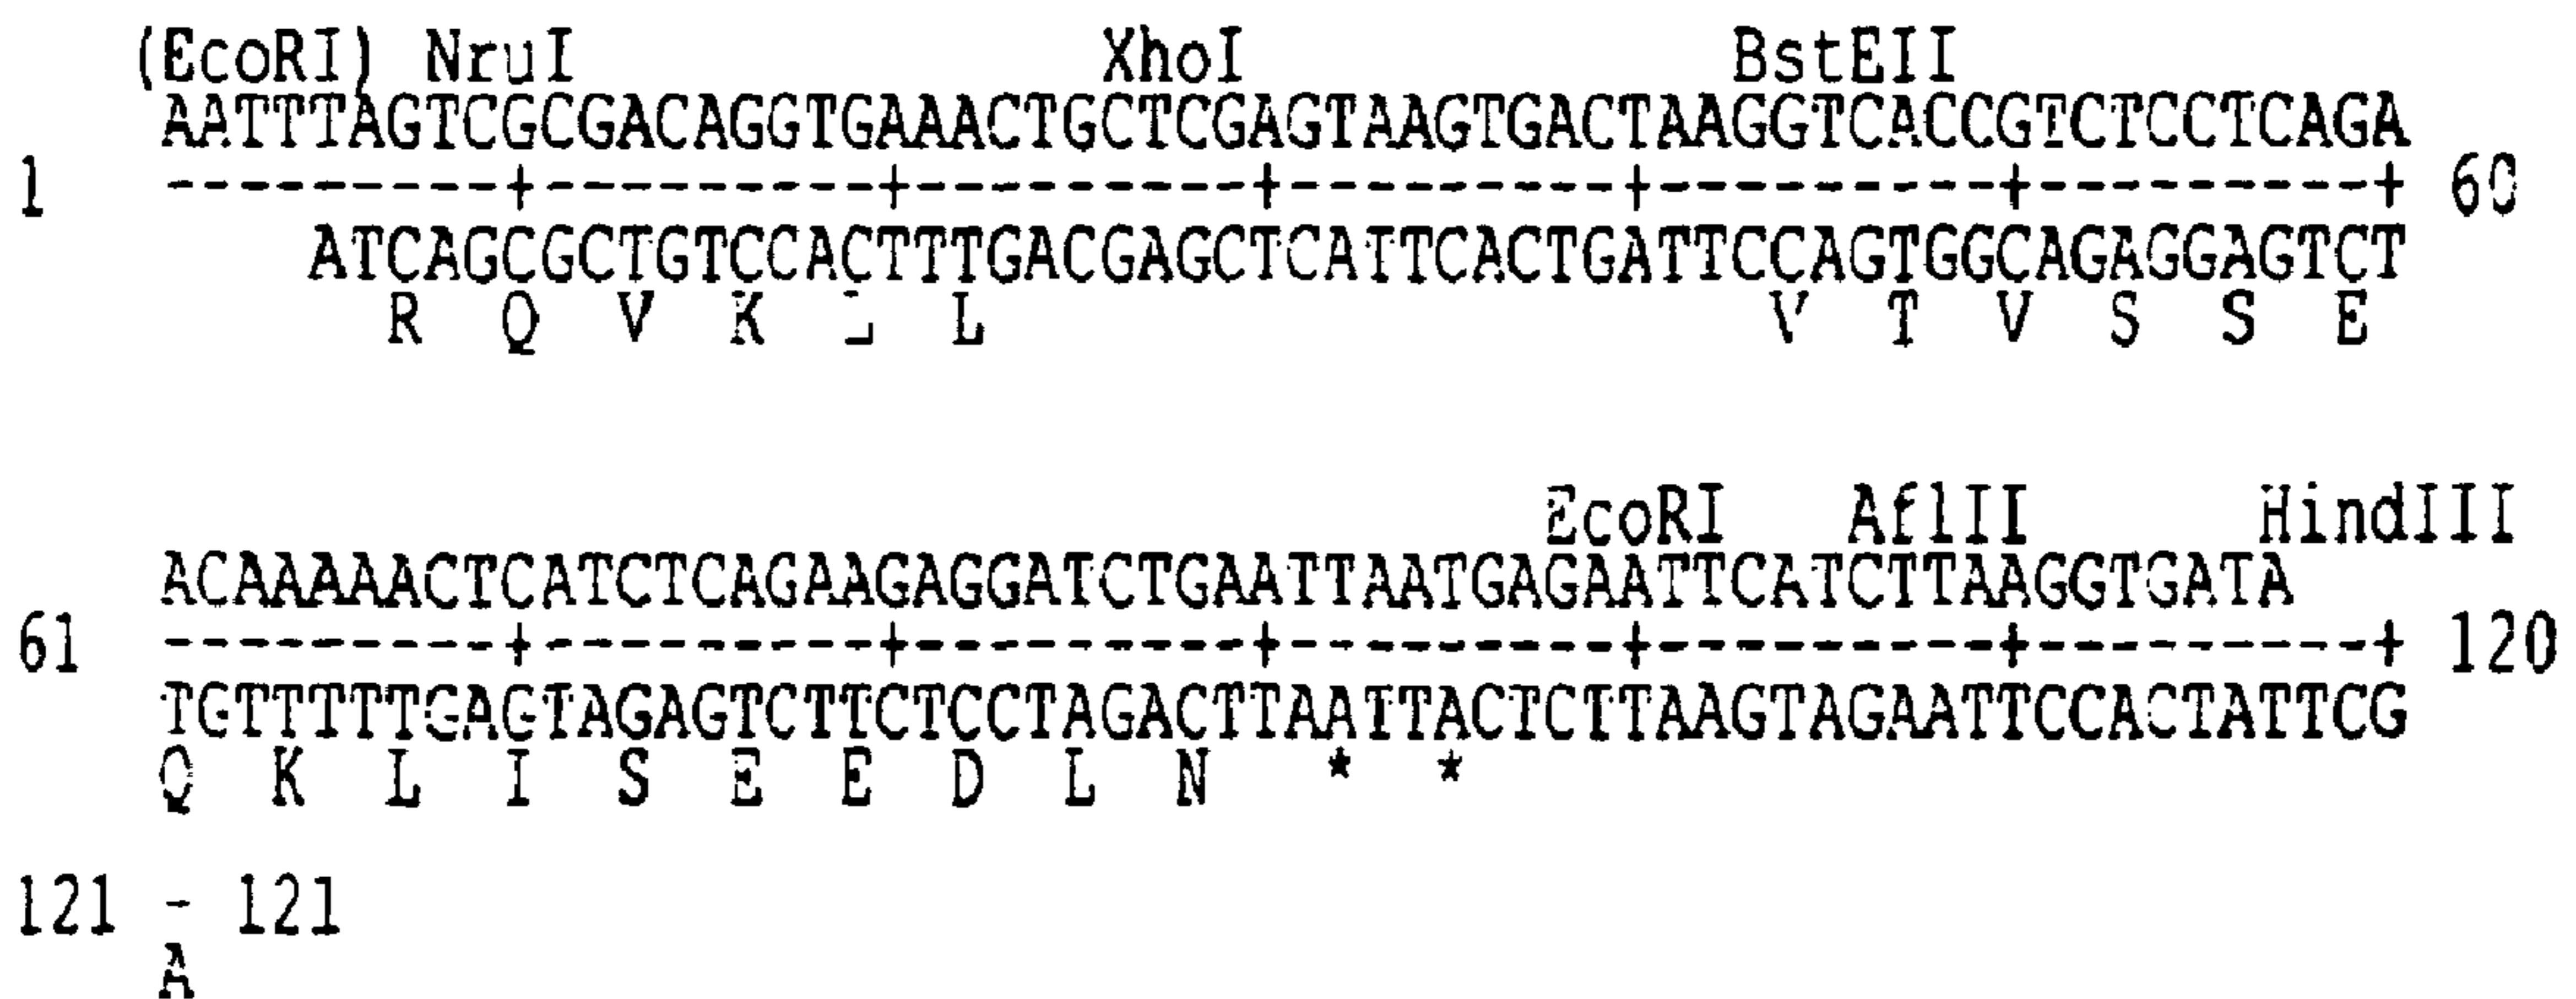 (EcoRI) NruI XhoI BstEII
AATTTAGTCGCGACAGGTGAAACTGCTCGAGTAAGTGACTAAGGTCACCGTCTCCTCAGA
1 ---------+---------+---------+---------+---------+---------+ 60
ATCAGCGCTGTCCACTTTGACGAGCTCATTCACTGATTCCAGTGGCAGAGGAGTCT
R Q V K L L V T V S S E
EcoRI AflII HindIII
ACAAAAACTCATCTCAGAAGAGGATCTGAATTAATGAGAATTCATCTTAAGGTGATA
61 ---------+---------+---------+---------+---------+---------+ 120
TGTTTTTGAGTAGAGTCTTCTCCTAGACTTAATTACTCTTAAGTAGAATTCCACTATTCG
Q K L I S E E D L N * *
121 - 121
A